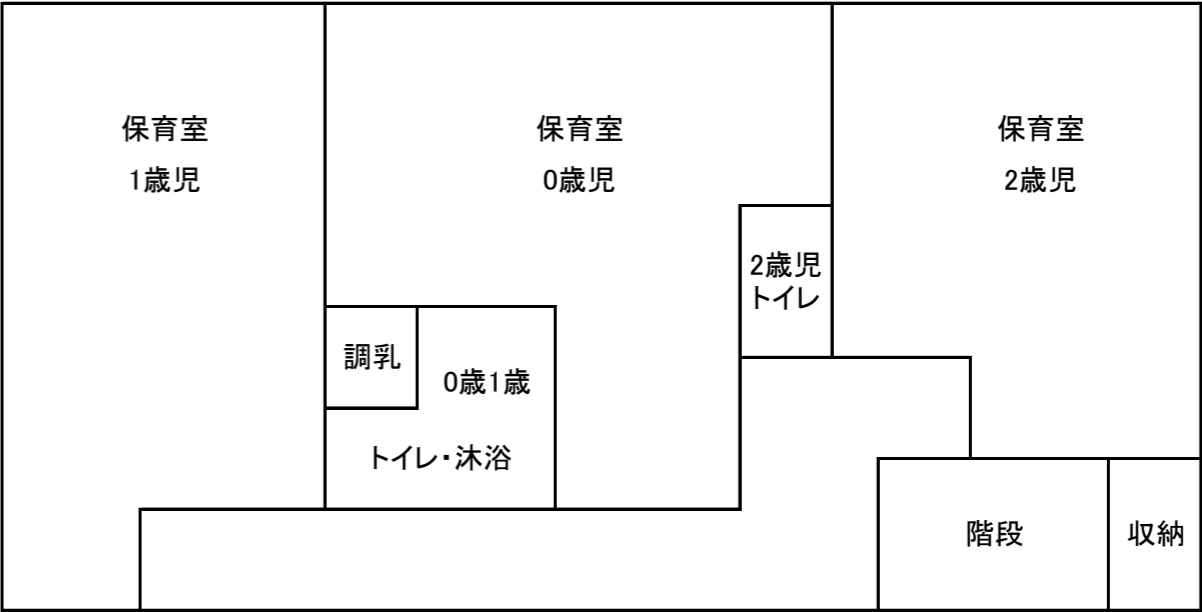 保育室
1歳児
保育室
0歳児
保育室
2歳児
2歳児
トイレ
調乳
0歳1歳
トイレ・沐浴
階段
収納